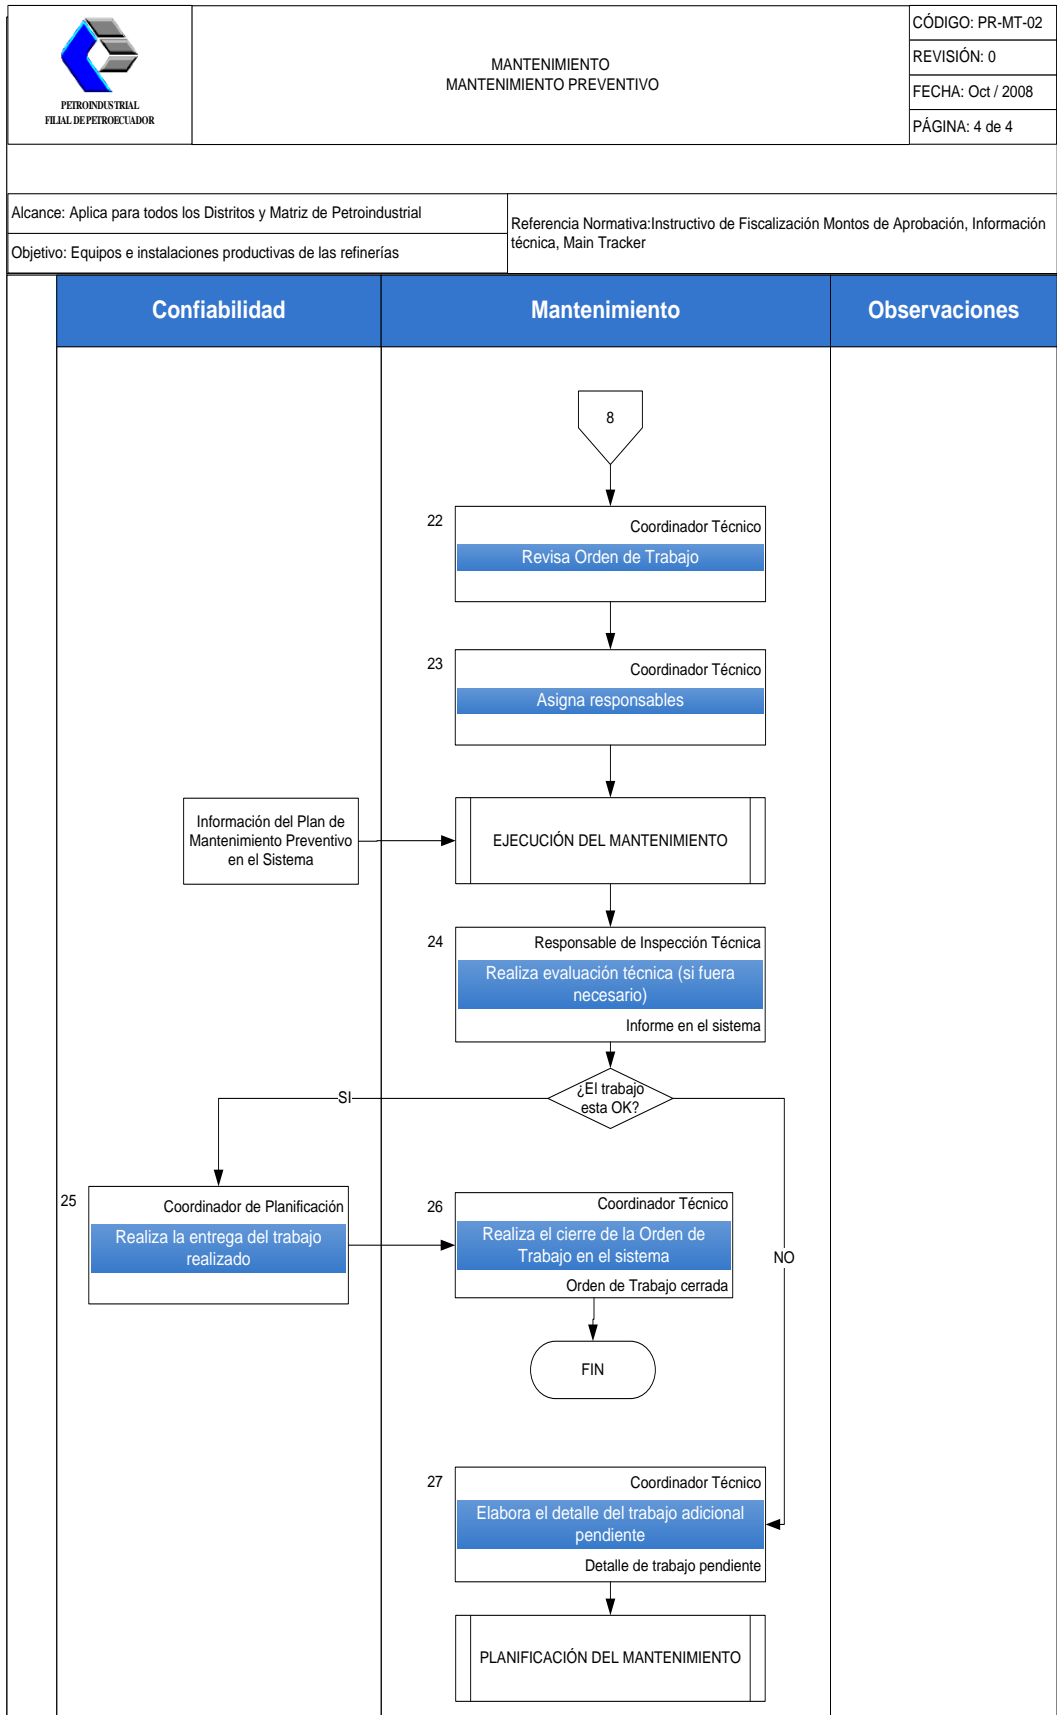 PETROINDUSTRIAL
FILIAL DE PETROECUADOR
MANTENIMIENTO
MANTENIMIENTO PREVENTIVO
CÓDIGO: PR-MT-02
REVISIÓN: 0
FECHA: Oct / 2008
PÁGINA: 4 de 4
Alcance: Aplica para todos los Distritos y Matriz de Petroindustrial
Objetivo: Equipos e instalaciones productivas de las refinerías
Referencia Normativa:Instructivo de Fiscalización Montos de Aprobación, Información
técnica, Main Tracker
Confiabilidad
Mantenimiento
Observaciones
8
22
Coordinador Técnico
Revisa Orden de Trabajo
23
Coordinador Técnico
Asigna responsables
Información del Plan de
Mantenimiento Preventivo
en el Sistema
EJECUCIÓN DEL MANTENIMIENTO
24
Responsable de Inspección Técnica
Realiza evaluación técnica (si fuera
necesario)
Informe en el sistema
¿El trabajo
esta OK?
SI
25
Coordinador de Planificación
Realiza la entrega del trabajo
realizado
26
Coordinador Técnico
Realiza el cierre de la Orden de
Trabajo en el sistema
Orden de Trabajo cerrada
NO
FIN
27
Coordinador Técnico
Elabora el detalle del trabajo adicional
pendiente
Detalle de trabajo pendiente
PLANIFICACIÓN DEL MANTENIMIENTO